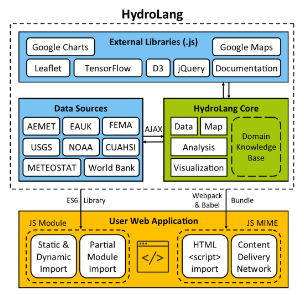 HydroLang
External Libraries (.js)
Google Charts
Google Maps
Leaflet
TensorFlow
D3
jQuery
Documentation
Data Sources
AEMET
EAUK
FEMA
USGS
NOAA
CUAHSI
METEOSTAT
World Bank
AJAX
HydroLang Core
Data
Map
Analysis
Visualization
Domain
Knowledge
Base
ES6
Library
Webpack
& Babel
Bundle
JS Module
User Web Application
JS MIME
Static &
Dynamic
Import
Partial
Module
Import
</>
HTML
<script>
import
Content
Delivery
Network